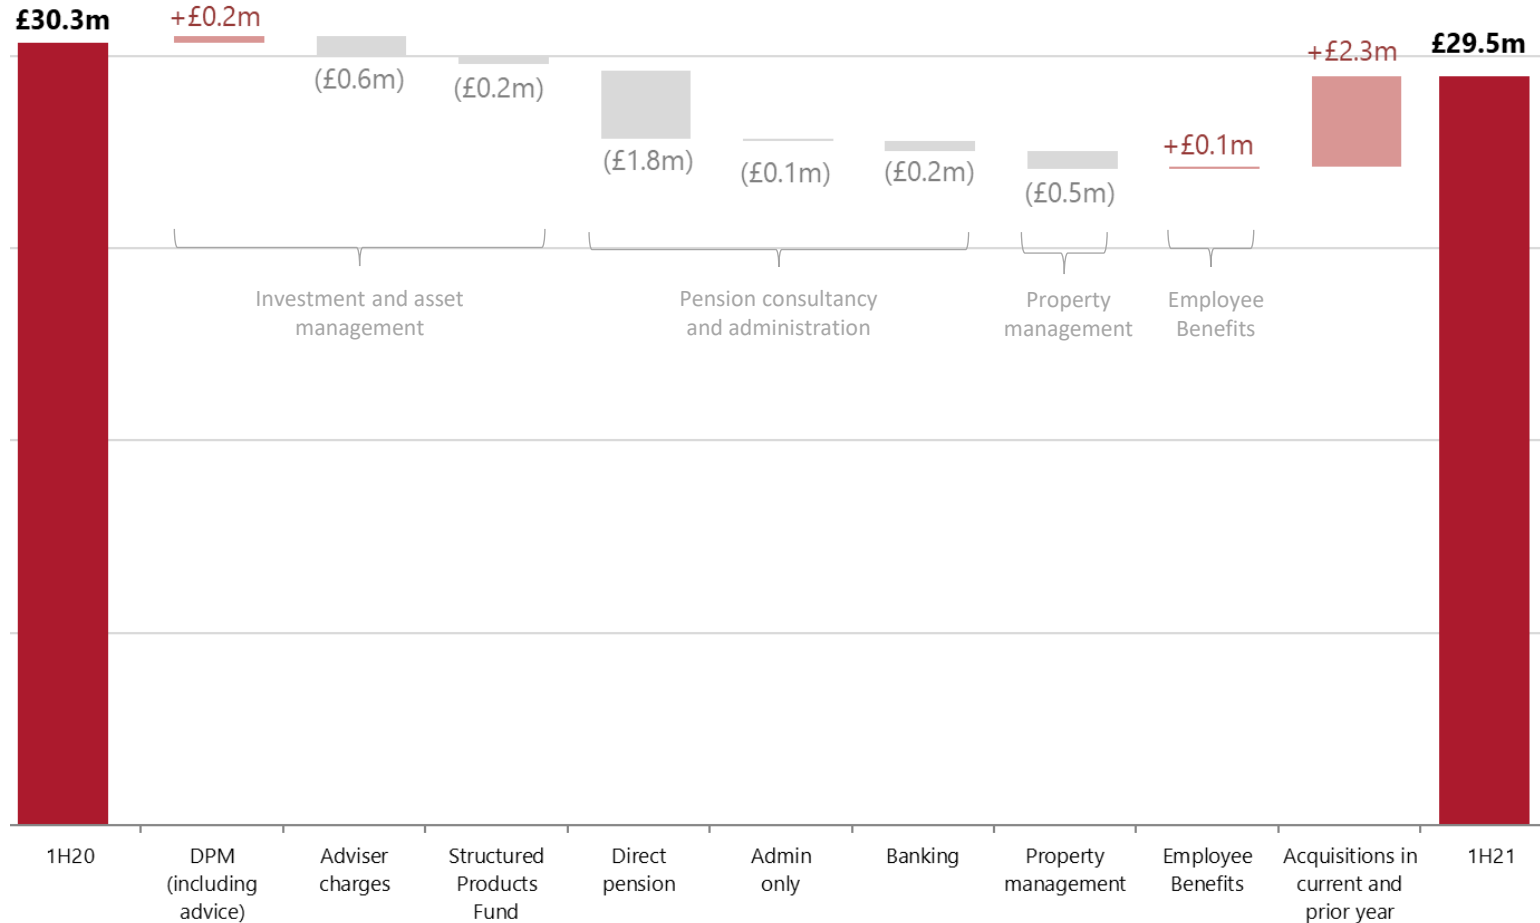 £30.3m
+£0.2m
(£0.6m)
(£0.2m)
(£1.8m)
(£0.1m)
(£0.2m)
(£0.5m)
+£0.1m
+£2.3m
£29.5m
Investment and asset
management
Pension consultancy
and administration
Property
management
Employee
Benefits
1H20
DPM
(including
advice)
Adviser
charges
Structured
Products
Fund
Direct
pension
Admin
only
Banking
Property
management
Employee
Benefits
Acquisitions in
current and
prior year
1H21